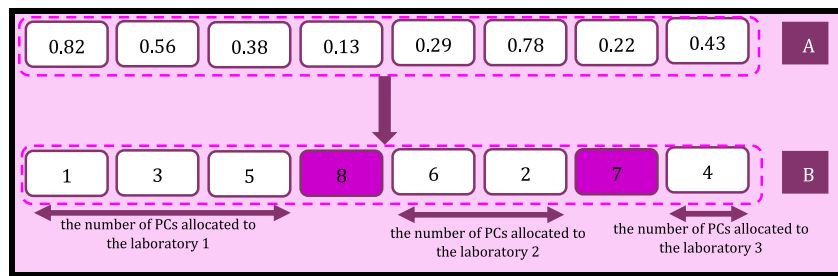 0.82 0.56 0.38 0.13 0.29 0.78 0.22 0.43 A
1 3 5 8 6 2 7 4 B
the number of PCs allocated to
the laboratory 1
the number of PCs allocated to
the laboratory 2
the number of PCs allocated to
the laboratory 3